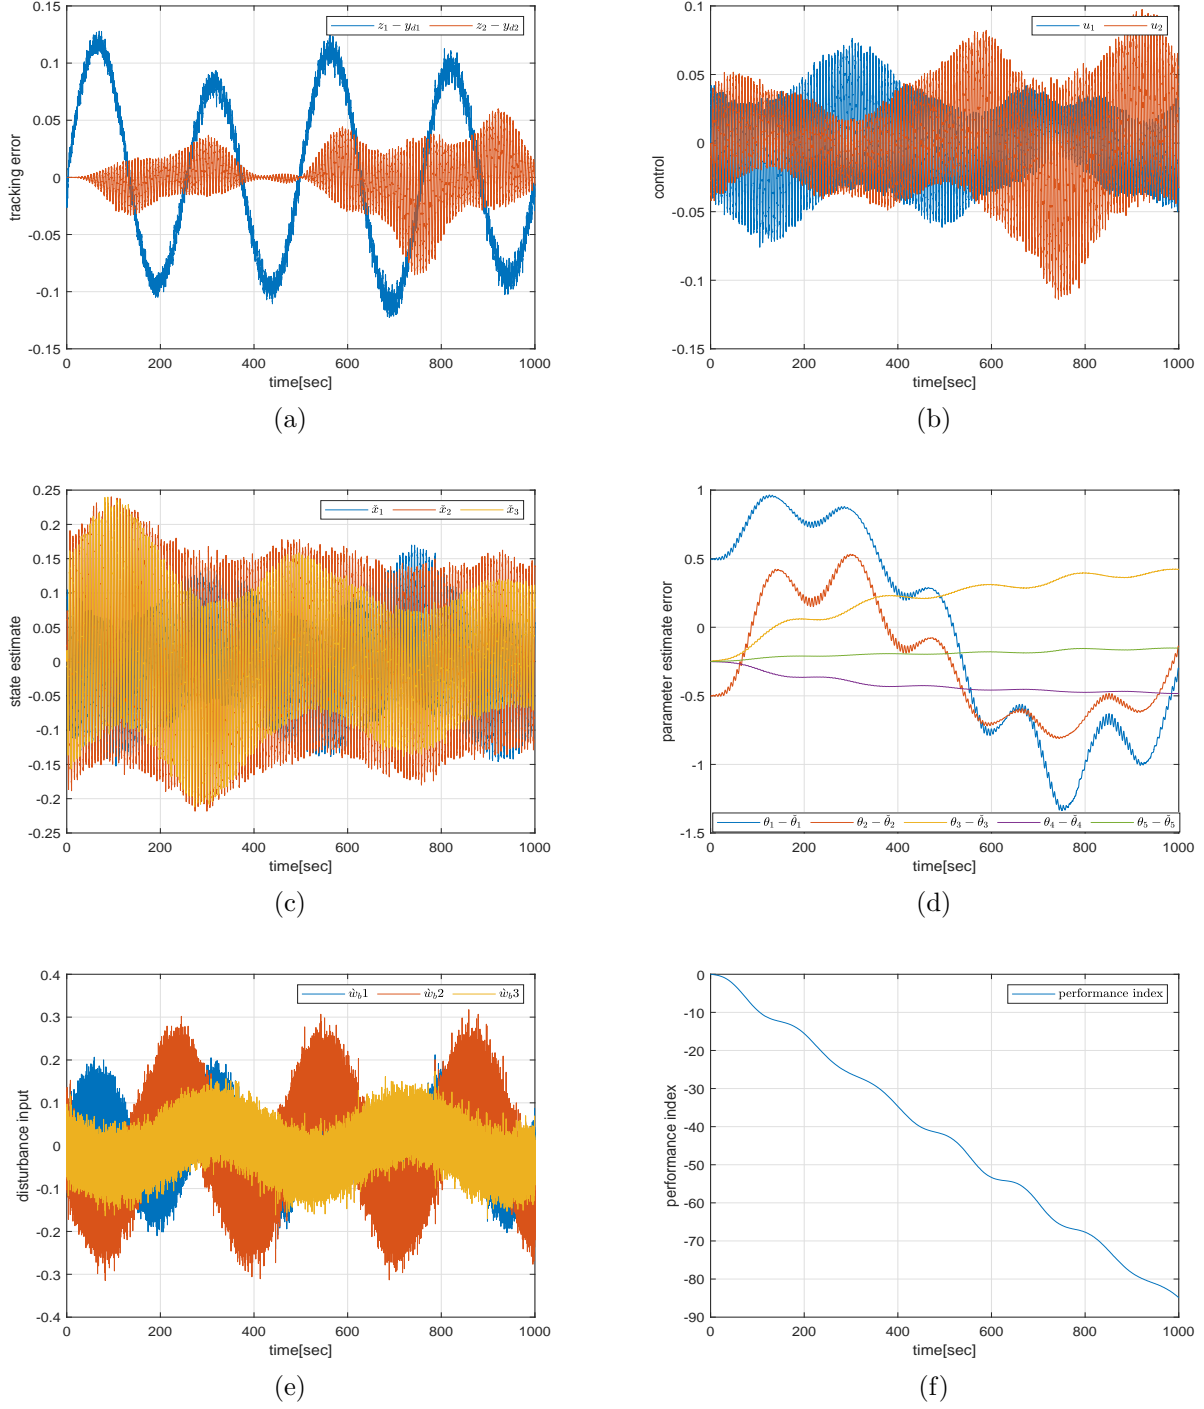 z₁ − y_d1 z₂ − y_d2
0.15
0.1
0.05
0
-0.05
-0.1
-0.15
tracking error
0 200 400 600 800 1000
time[sec]
(a)
u₁ u₂
0.1
0.05
0
-0.05
-0.1
-0.15
control
0 200 400 600 800 1000
time[sec]
(b)
x̌₁ x̌₂ x̌₃
0.25
0.2
0.15
0.1
0.05
0
-0.05
-0.1
-0.15
-0.2
-0.25
state estimate
0 200 400 600 800 1000
time[sec]
(c)
1
0.5
0
-0.5
-1
-1.5
parameter estimate error
θ₁ − θ̌₁ θ₂ − θ̌₂ θ₃ − θ̌₃ θ₄ − θ̌₄ θ₅ − θ̌₅
0 200 400 600 800 1000
time[sec]
(d)
ẁ_b1 ẁ_b2 ẁ_b3
0.4
0.3
0.2
0.1
0
-0.1
-0.2
-0.3
-0.4
disturbance input
0 200 400 600 800 1000
time[sec]
(e)
performance index
0
-10
-20
-30
-40
-50
-60
-70
-80
-90
performance index
0 200 400 600 800 1000
time[sec]
(f)